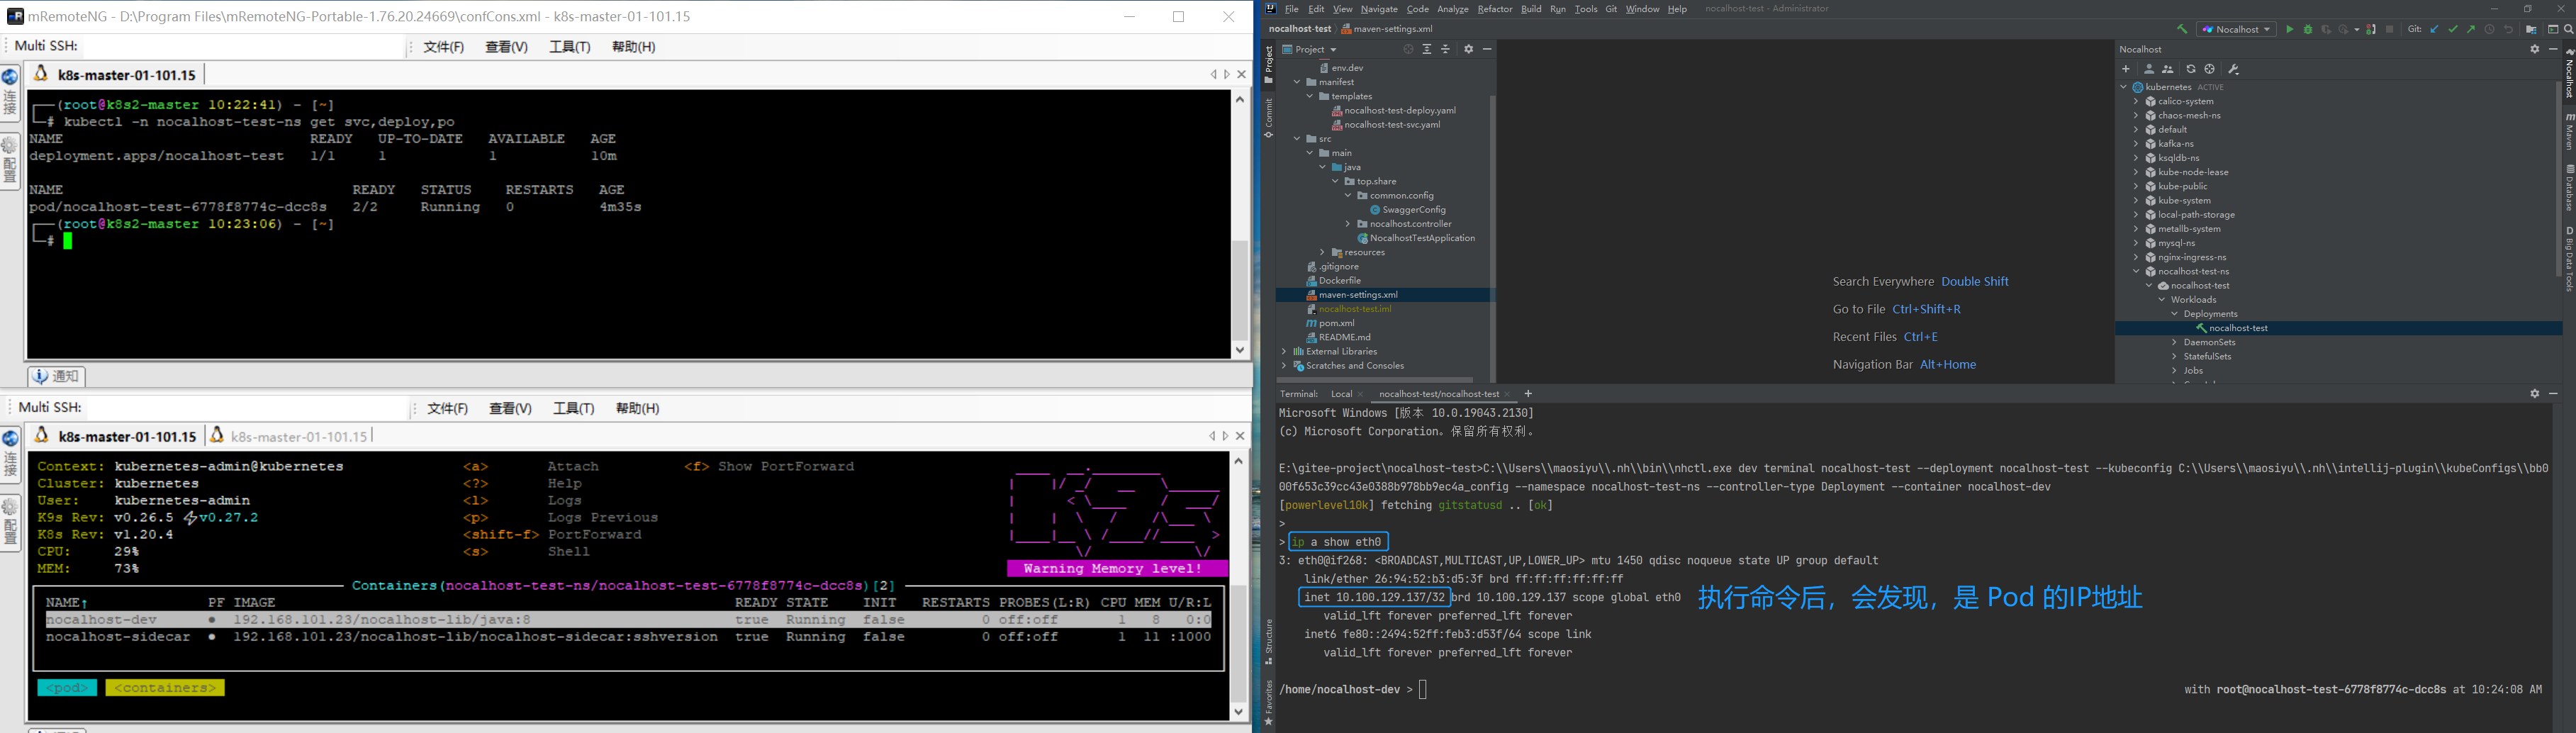 mRemoteNG - D:\Program Files\mRemoteNG-Portable-1.76.20.24669\confCons.xml - k8s-master-01-101.15
Multi SSH:
文件(F) 查看(V) 工具(T) 帮助(H)
连接
配置
k8s-master-01-101.15
(root@k8s2-master 10:22:41) - [~]
# kubectl -n nocalhost-test-ns get svc,deploy,po
NAME READY UP-TO-DATE AVAILABLE AGE
deployment.apps/nocalhost-test 1/1 1 1 10m
NAME READY STATUS RESTARTS AGE
pod/nocalhost-test-6778f8774c-dcc8s 2/2 Running 0 4m35s
(root@k8s2-master 10:23:06) - [~]
#
通知
Multi SSH:
文件(F) 查看(V) 工具(T) 帮助(H)
连接
配置
k8s-master-01-101.15 k8s-master-01-101.15
Context: kubernetes-admin@kubernetes <a> Attach <f> Show PortForward
Cluster: kubernetes <?> Help
User: kubernetes-admin <l> Logs
K9s Rev: v0.26.5 ⚡v0.27.2 <p> Logs Previous
K8s Rev: v1.20.4 <shift-f> PortForward
CPU: 29% <s> Shell
MEM: 73%
Warning Memory level!
Containers(nocalhost-test-ns/nocalhost-test-6778f8774c-dcc8s)[2]
NAME↑ PF IMAGE READY STATE INIT RESTARTS PROBES(L:R) CPU MEM U/R:L
nocalhost-dev ● 192.168.101.23/nocalhost-lib/java:8 true Running false 0 off:off 1 8 0:0
nocalhost-sidecar ● 192.168.101.23/nocalhost-lib/nocalhost-sidecar:sshversion true Running false 0 off:off 1 11 :1000
<pod> <containers>
File Edit View Navigate Code Analyze Refactor Build Run Tools Git Window Help nocalhost-test - Administrator
nocalhost-test maven-settings.xml
Nocalhost Git:
Project
Commit
Structure
Favorites
Project
env.dev
manifest
templates
nocalhost-test-deploy.yaml
nocalhost-test-svc.yaml
src
main
java
top.share
common.config
SwaggerConfig
nocalhost.controller
NocalhostTestApplication
resources
.gitignore
Dockerfile
maven-settings.xml
nocalhost-test.iml
pom.xml
README.md
External Libraries
Scratches and Consoles
Search Everywhere Double Shift
Go to File Ctrl+Shift+R
Recent Files Ctrl+E
Navigation Bar Alt+Home
Nocalhost
kubernetes ACTIVE
calico-system
chaos-mesh-ns
default
kafka-ns
ksqldb-ns
kube-node-lease
kube-public
kube-system
local-path-storage
metallb-system
mysql-ns
nginx-ingress-ns
nocalhost-test-ns
nocalhost-test
Workloads
Deployments
nocalhost-test
DaemonSets
StatefulSets
Jobs
Nocalhost
Maven
Database
Big Data Tools
Terminal: Local nocalhost-test/nocalhost-test
Microsoft Windows [版本 10.0.19043.2130]
(c) Microsoft Corporation。保留所有权利。
E:\gitee-project\nocalhost-test>C:\\Users\\maosiyu\\.nh\\bin\\nhctl.exe dev terminal nocalhost-test --deployment nocalhost-test --kubeconfig C:\\Users\\maosiyu\\.nh\\intellij-plugin\\kubeConfigs\\bb0
00f653c39cc43e0388b978bb9ec4a_config --namespace nocalhost-test-ns --controller-type Deployment --container nocalhost-dev
[powerlevel10k] fetching gitstatusd .. [ok]
>
> ip a show eth0
3: eth0@if268: <BROADCAST,MULTICAST,UP,LOWER_UP> mtu 1450 qdisc noqueue state UP group default
link/ether 26:94:52:b3:d5:3f brd ff:ff:ff:ff:ff:ff
inet 10.100.129.137/32 brd 10.100.129.137 scope global eth0
执行命令后，会发现，是 Pod 的IP地址
valid_lft forever preferred_lft forever
inet6 fe80::2494:52ff:feb3:d53f/64 scope link
valid_lft forever preferred_lft forever
/home/nocalhost-dev > with root@nocalhost-test-6778f8774c-dcc8s at 10:24:08 AM